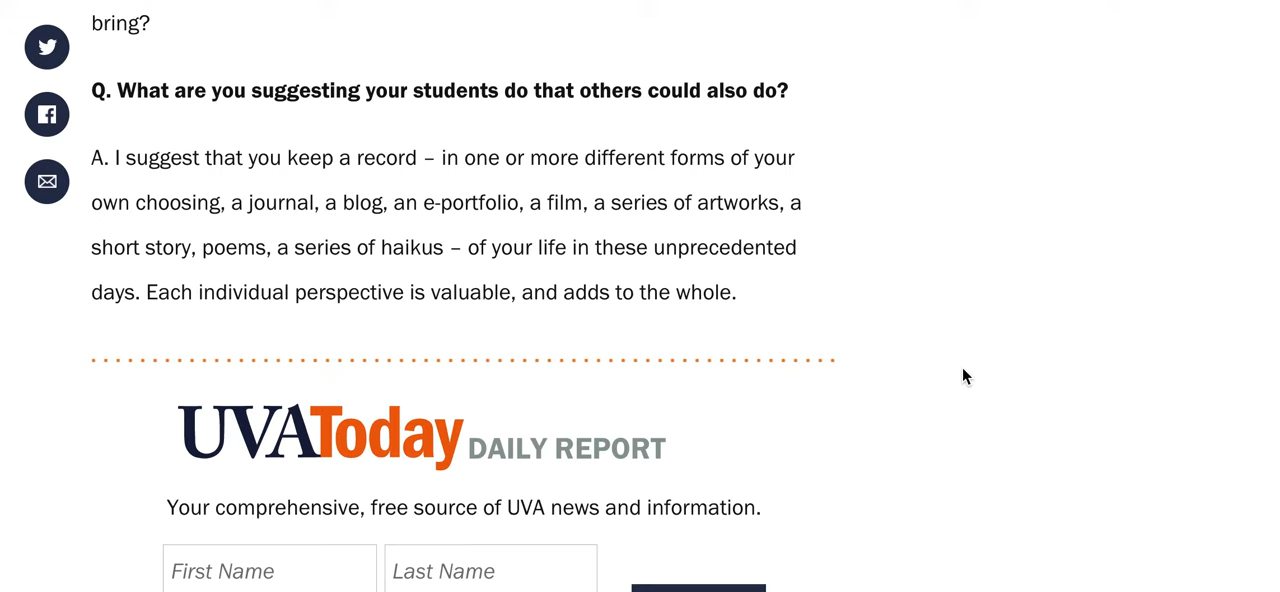 bring?
Q. What are you suggesting your students do that others could also do?
A. I suggest that you keep a record – in one or more different forms of your
own choosing, a journal, a blog, an e-portfolio, a film, a series of artworks, a
short story, poems, a series of haikus – of your life in these unprecedented
days. Each individual perspective is valuable, and adds to the whole.
UVAToday DAILY REPORT
Your comprehensive, free source of UVA news and information.
First Name Last Name